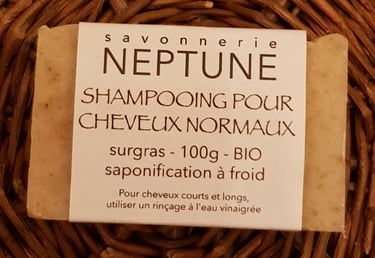 savonnerie
NEPTUNE
SHAMPOOING POUR
CHEVEUX NORMAUX
surgras - 100g - BIO
saponification à froid
Pour cheveux courts et longs,
utiliser un rinçage à l'eau vinaigrée